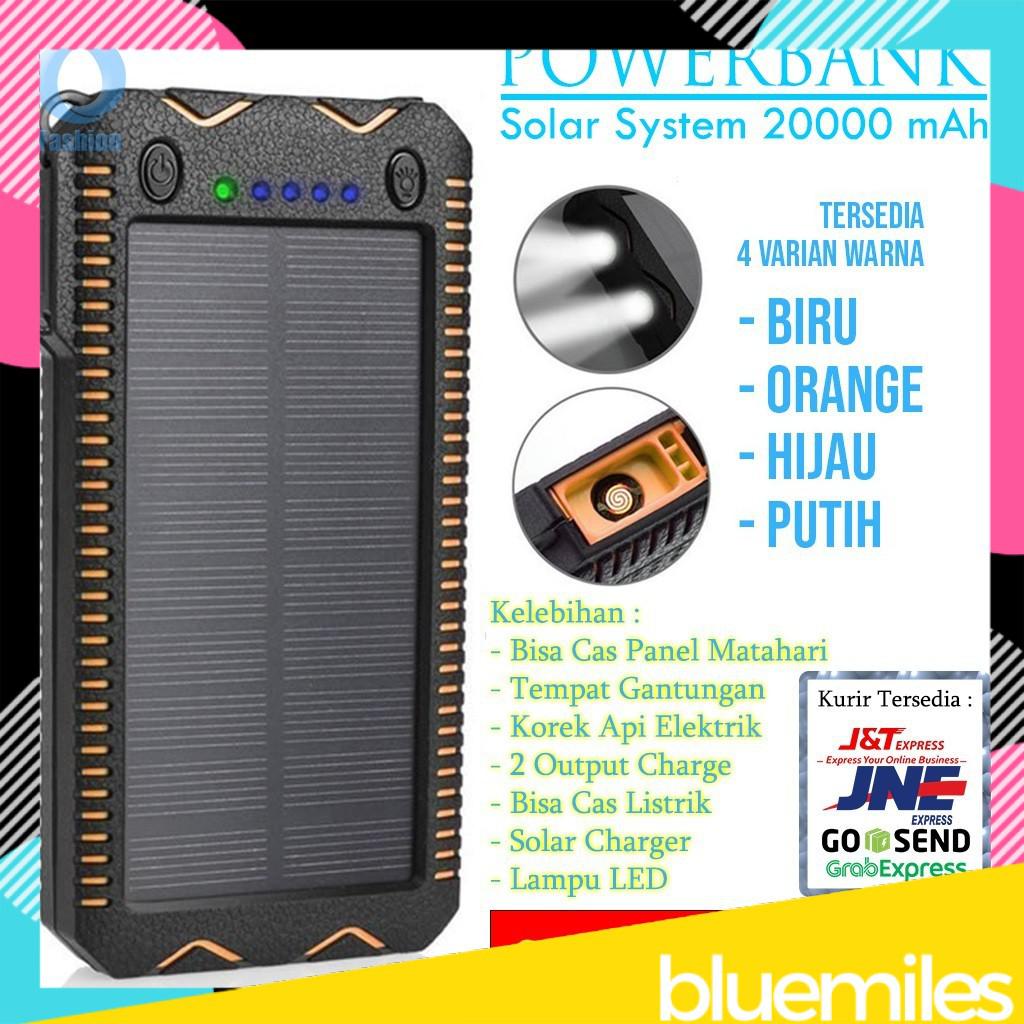 POWERBANK
Solar System 20000 mAh
fashion
TERSEDIA
4 VARIAN WARNA
- BIRU
- ORANGE
- HIJAU
- PUTIH
Kelebihan :
- Bisa Cas Panel Matahari
- Tempat Gantungan
- Korek Api Elektrik
- 2 Output Charge
- Bisa Cas Listrik
- Solar Charger
- Lampu LED
Kurir Tersedia :
J&T EXPRESS
- Express Your Online Business -
JNE
EXPRESS
GO SEND
GrabExpress
bluemiles